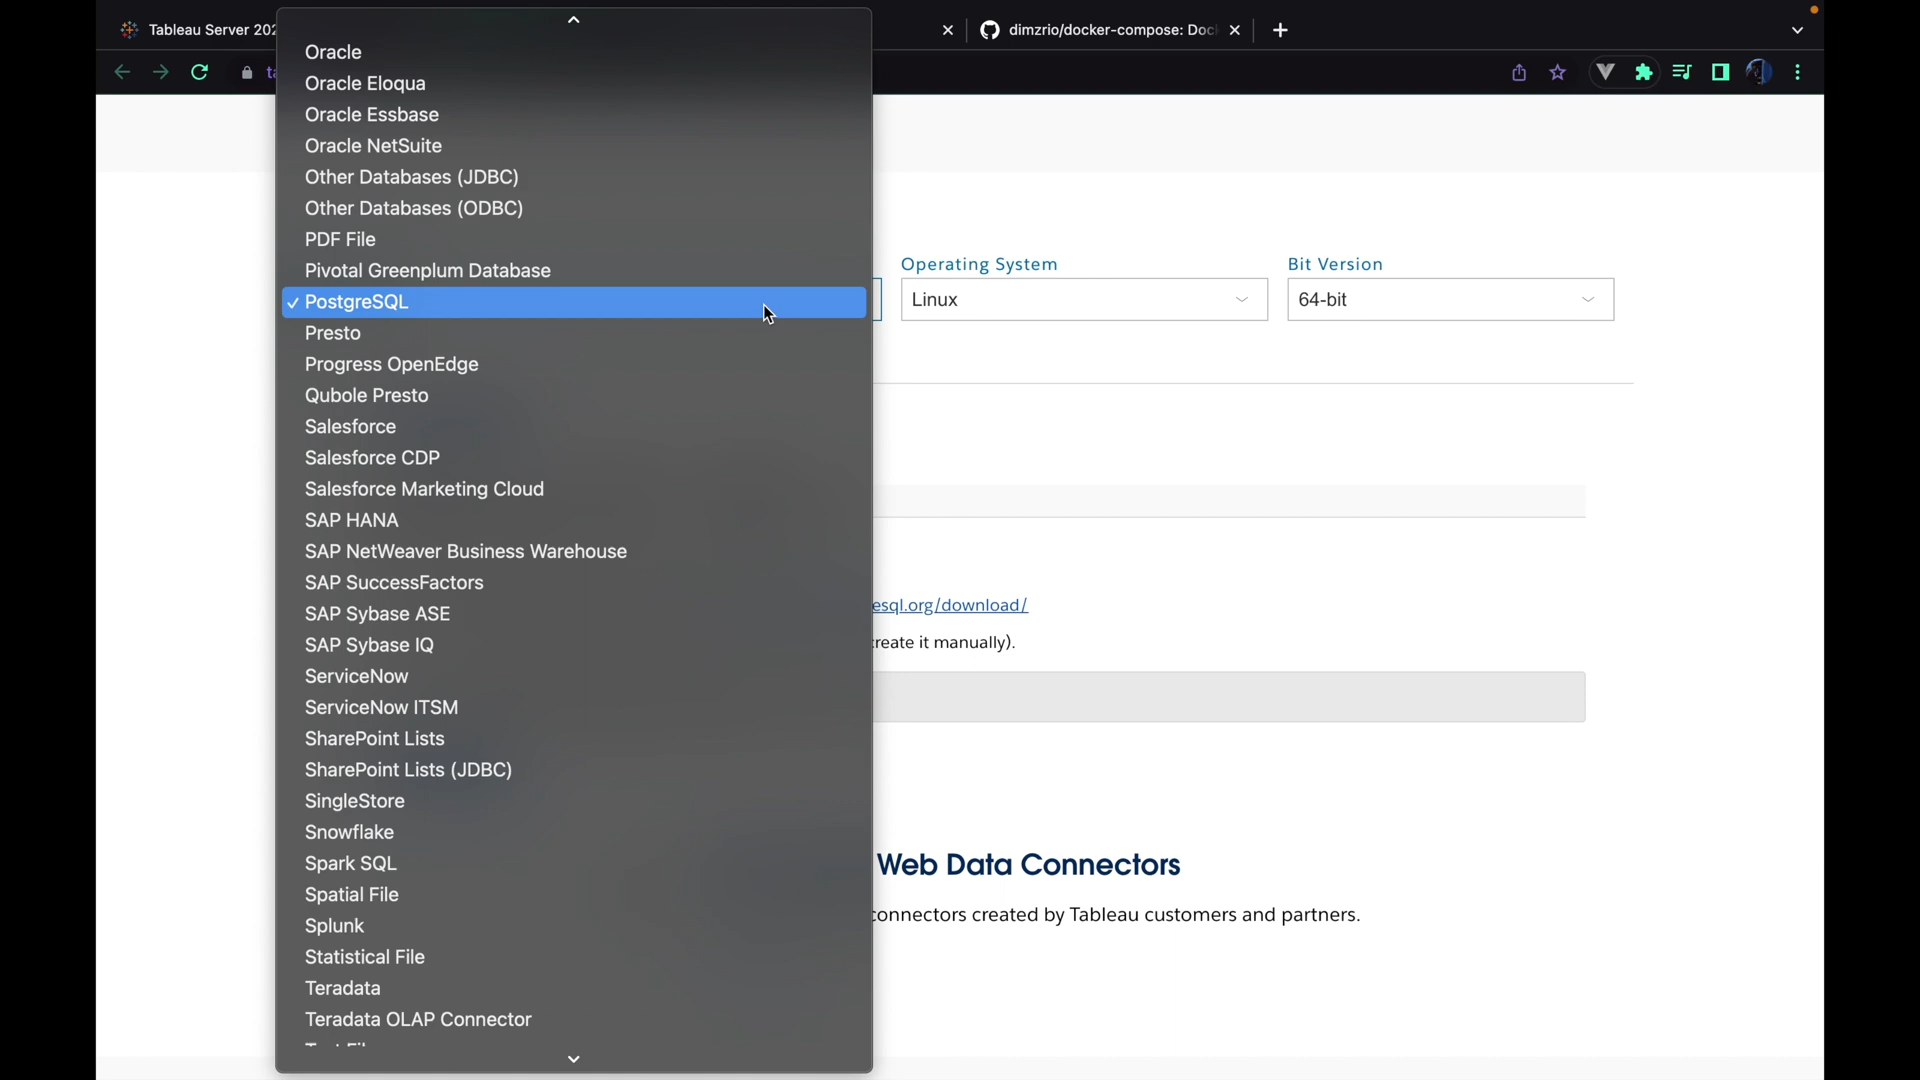 Tableau Server 202
dimzrio/docker-compose: Doc
ta
Oracle
Oracle Eloqua
Oracle Essbase
Oracle NetSuite
Other Databases (JDBC)
Other Databases (ODBC)
PDF File
Pivotal Greenplum Database
✓ PostgreSQL
Presto
Progress OpenEdge
Qubole Presto
Salesforce
Salesforce CDP
Salesforce Marketing Cloud
SAP HANA
SAP NetWeaver Business Warehouse
SAP SuccessFactors
SAP Sybase ASE
SAP Sybase IQ
ServiceNow
ServiceNow ITSM
SharePoint Lists
SharePoint Lists (JDBC)
SingleStore
Snowflake
Spark SQL
Spatial File
Splunk
Statistical File
Teradata
Teradata OLAP Connector
Operating System
Linux
Bit Version
64-bit
esql.org/download/
create it manually).
Web Data Connectors
connectors created by Tableau customers and partners.